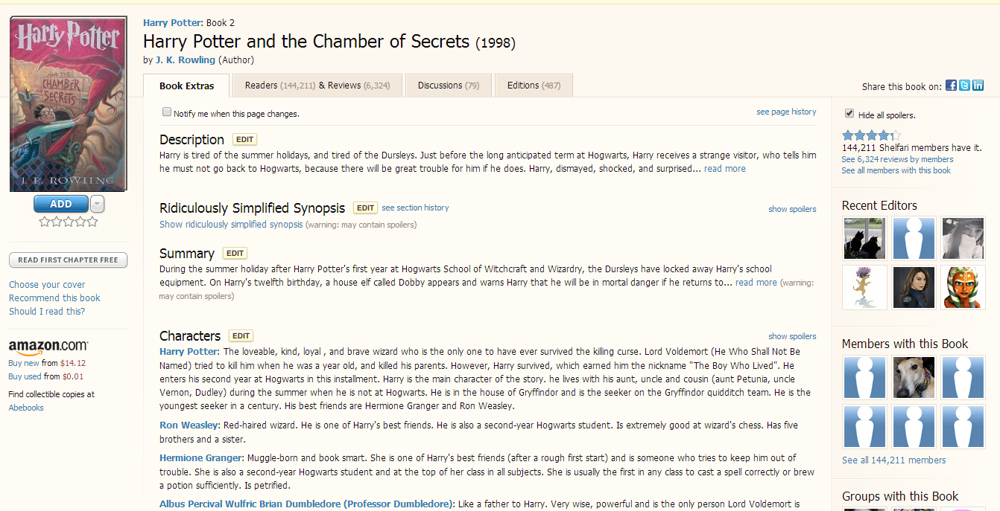 Harry Potter
AND THE
CHAMBER
OF
SECRETS
J. K. ROWLING
ADD
READ FIRST CHAPTER FREE
Choose your cover
Recommend this book
Should I read this?
amazon.com
Buy new from $14.12
Buy used from $0.01
Find collectible copies at
Abebooks
Harry Potter: Book 2
Harry Potter and the Chamber of Secrets (1998)
by J. K. Rowling (Author)
Book Extras
Readers (144,211) & Reviews (6,324)
Discussions (79)
Editions (487)
Share this book on:
Notify me when this page changes.
see page history
Description EDIT
Harry is tired of the summer holidays, and tired of the Dursleys. Just before the long anticipated term at Hogwarts, Harry receives a strange visitor, who tells him
he must not go back to Hogwarts, because there will be great trouble for him if he does. Harry, dismayed, shocked, and surprised... read more
Ridiculously Simplified Synopsis EDIT see section history
show spoilers
Show ridiculously simplified synopsis (warning: may contain spoilers)
Summary EDIT
During the summer holiday after Harry Potter's first year at Hogwarts School of Witchcraft and Wizardry, the Dursleys have locked away Harry's school
equipment. On Harry's twelfth birthday, a house elf called Dobby appears and warns Harry that he will be in mortal danger if he returns to... read more (warning:
may contain spoilers)
Characters EDIT
show spoilers
Harry Potter: The loveable, kind, loyal , and brave wizard who is the only one to have ever survived the killing curse. Lord Voldemort (He Who Shall Not Be
Named) tried to kill him when he was a year old, and killed his parents. However, Harry survived, which earned him the nickname "The Boy Who Lived". He
enters his second year at Hogwarts in this installment. Harry is the main character of the story. he lives with his aunt, uncle and cousin (aunt Petunia, uncle
Vernon, Dudley) during the summer when he is not at Hogwarts. He is in the house of Gryffindor and is the seeker on the Gryffindor quidditch team. He is the
youngest seeker in a century. His best friends are Hermione Granger and Ron Weasley.
Ron Weasley: Red-haired wizard. He is one of Harry's best friends. He is also a second-year Hogwarts student. Is extremely good at wizard's chess. Has five
brothers and a sister.
Hermione Granger: Muggle-born and book smart. She is one of Harry's best friends (after a rough first start) and is someone who tries to keep him out of
trouble. She is also a second-year Hogwarts student and at the top of her class in all subjects. She is usually the first in any class to cast a spell correctly or brew
a potion sufficiently. Is petrified.
Albus Percival Wulfric Brian Dumbledore (Professor Dumbledore): Like a father to Harry. Very wise, powerful and is the only person Lord Voldemort is
Hide all spoilers.
144,211 Shelfari members have it.
See 6,324 reviews by members
See all members with this book
Recent Editors
Members with this Book
See all 144,211 members
Groups with this Book